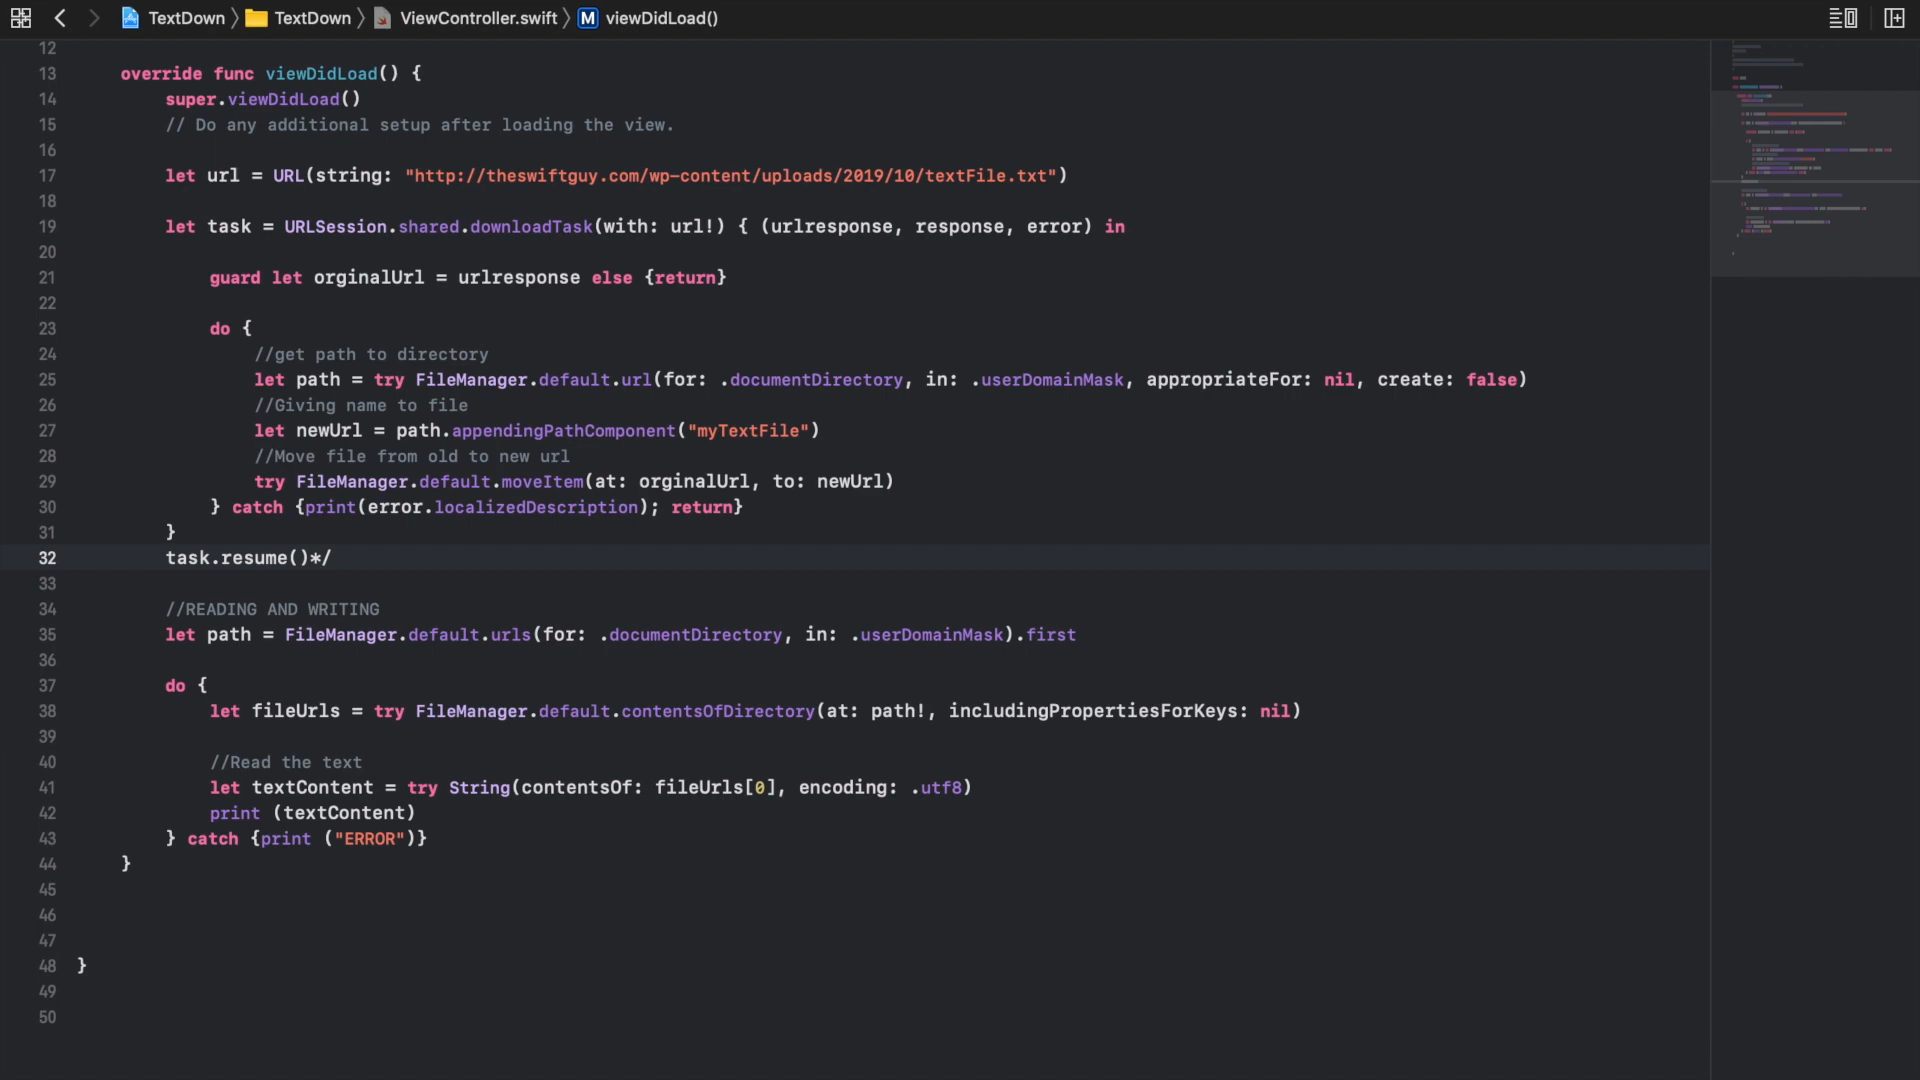 TextDown TextDown ViewController.swift M viewDidLoad()
12
13 override func viewDidLoad() {
14 super.viewDidLoad()
15 // Do any additional setup after loading the view.
16
17 let url = URL(string: "http://theswiftguy.com/wp-content/uploads/2019/10/textFile.txt")
18
19 let task = URLSession.shared.downloadTask(with: url!) { (urlresponse, response, error) in
20
21 guard let orginalUrl = urlresponse else {return}
22
23 do {
24 //get path to directory
25 let path = try FileManager.default.url(for: .documentDirectory, in: .userDomainMask, appropriateFor: nil, create: false)
26 //Giving name to file
27 let newUrl = path.appendingPathComponent("myTextFile")
28 //Move file from old to new url
29 try FileManager.default.moveItem(at: orginalUrl, to: newUrl)
30 } catch {print(error.localizedDescription); return}
31 }
32 task.resume()*/
33
34 //READING AND WRITING
35 let path = FileManager.default.urls(for: .documentDirectory, in: .userDomainMask).first
36
37 do {
38 let fileUrls = try FileManager.default.contentsOfDirectory(at: path!, includingPropertiesForKeys: nil)
39
40 //Read the text
41 let textContent = try String(contentsOf: fileUrls[0], encoding: .utf8)
42 print (textContent)
43 } catch {print ("ERROR")}
44 }
45
46
47
48 }
49
50